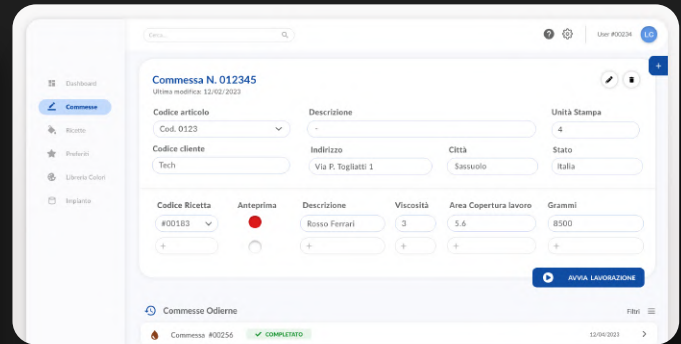 Cerca...
User #00234
LG
+
Dashboard
Commesse
Ricette
Preferiti
Libreria Colori
Impianto
Commessa N. 012345
Ultima modifica: 12/02/2023
Codice articolo Descrizione Unità Stampa
Cod. 0123 - 4
Codice cliente Indirizzo Città Stato
Tech Via P. Togliatti 1 Sassuolo Italia
Codice Ricetta Anteprima Descrizione Viscosità Area Copertura lavoro Grammi
#00183 Rosso Ferrari 3 5.6 8500
+ + + + +
AVVIA LAVORAZIONE
Commesse Odierne Filtri
Commessa #00256 COMPLETATO 12/04/2023